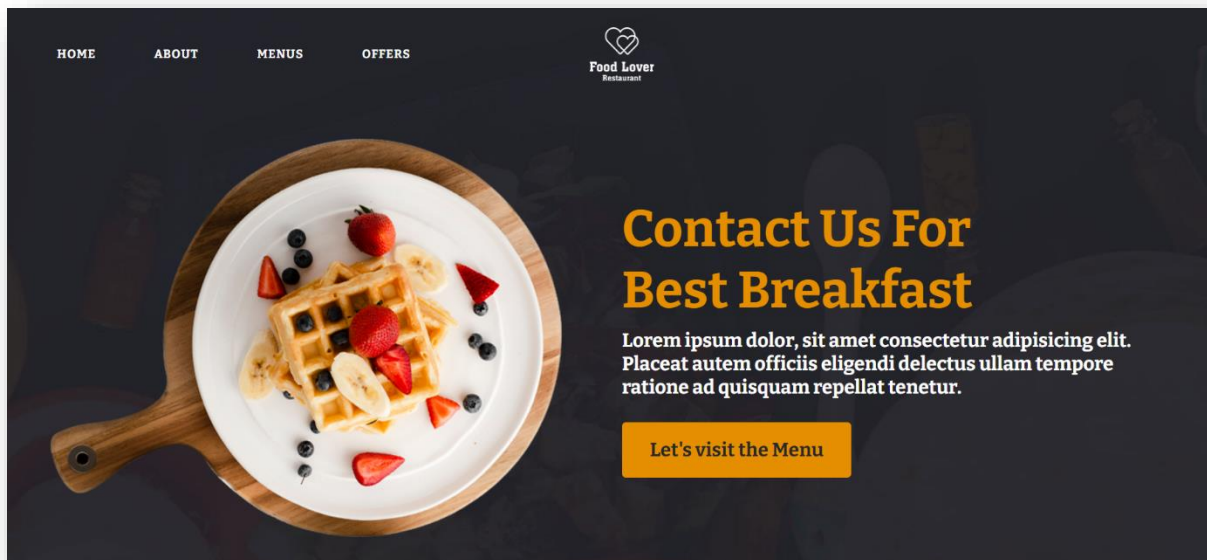 HOME ABOUT MENUS OFFERS
Food Lover
Restaurant
Contact Us For
Best Breakfast
Lorem ipsum dolor, sit amet consectetur adipisicing elit.
Placeat autem officiis eligendi delectus ullam tempore
ratione ad quisquam repellat tenetur.
Let's visit the Menu